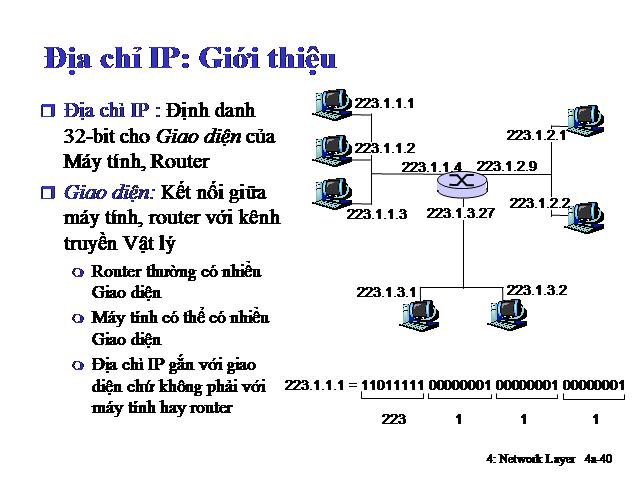 Địa chỉ IP: Giới thiệu
Địa chỉ IP : Định danh
32-bit cho Giao diện của
Máy tính, Router
Giao diện: Kết nối giữa
máy tính, router với kênh
truyền Vật lý
Router thường có nhiều
Giao diện
Máy tính có thể có nhiều
Giao diện
Địa chỉ IP gắn với giao
diện chứ không phải với
máy tính hay router
223.1.1.1
223.1.1.2
223.1.1.3
223.1.1.4
223.1.2.9
223.1.2.1
223.1.2.2
223.1.3.27
223.1.3.1
223.1.3.2
223.1.1.1 = 11011111 00000001 00000001 00000001
223 1 1 1
4: Network Layer 4a-40